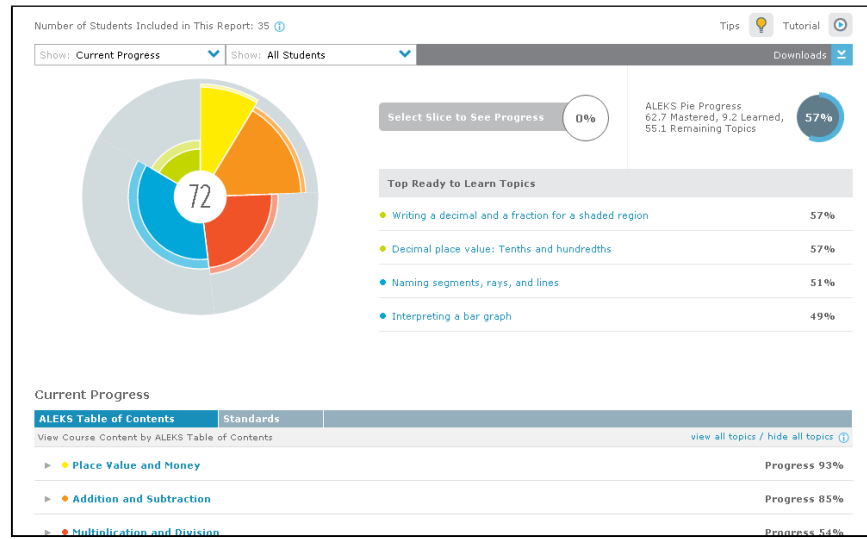 Number of Students Included in This Report: 35
Tips
Tutorial
Show: Current Progress
Show: All Students
Downloads
72
Select Slice to See Progress
0%
ALEKS Pie Progress
62.7 Mastered, 9.2 Learned,
55.1 Remaining Topics
57%
Top Ready to Learn Topics
Writing a decimal and a fraction for a shaded region 57%
Decimal place value: Tenths and hundredths 57%
Naming segments, rays, and lines 51%
Interpreting a bar graph 49%
Current Progress
ALEKS Table of Contents
Standards
View Course Content by ALEKS Table of Contents
view all topics / hide all topics
Place Value and Money Progress 93%
Addition and Subtraction Progress 85%
Multiplication and Division Progress 54%